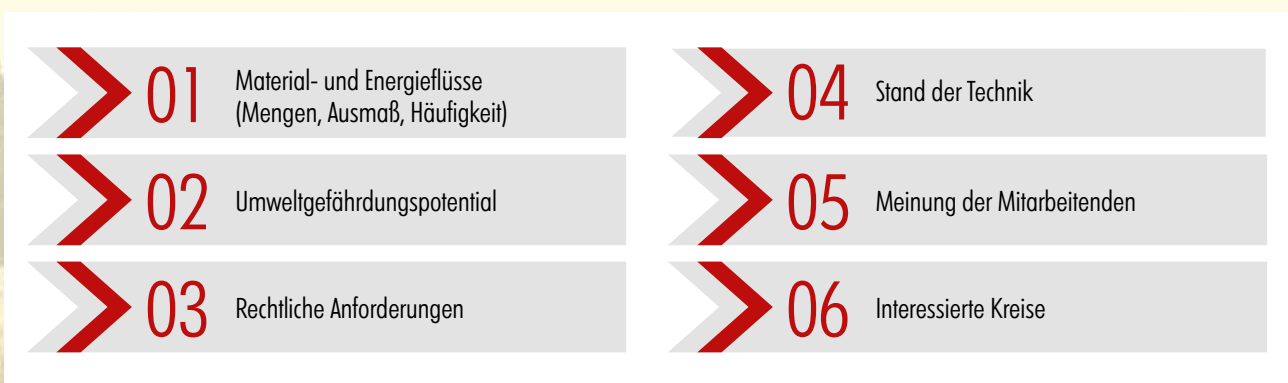 01
Material- und Energieflüsse
(Mengen, Ausmaß, Häufigkeit)
02
Umweltgefährdungspotential
03
Rechtliche Anforderungen
04
Stand der Technik
05
Meinung der Mitarbeitenden
06
Interessierte Kreise